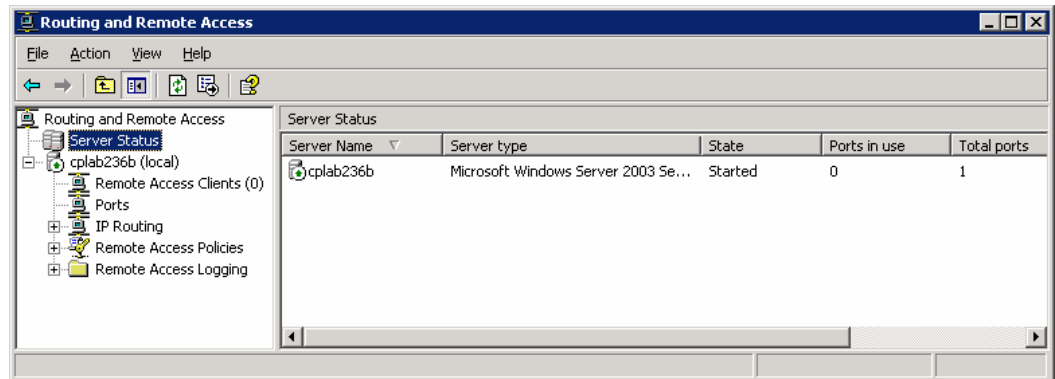 Routing and Remote Access
File Action View Help
Routing and Remote Access
Server Status
cplab236b (local)
Remote Access Clients (0)
Ports
IP Routing
Remote Access Policies
Remote Access Logging
Server Status
Server Name Server type State Ports in use Total ports
cplab236b Microsoft Windows Server 2003 Se... Started 0 1